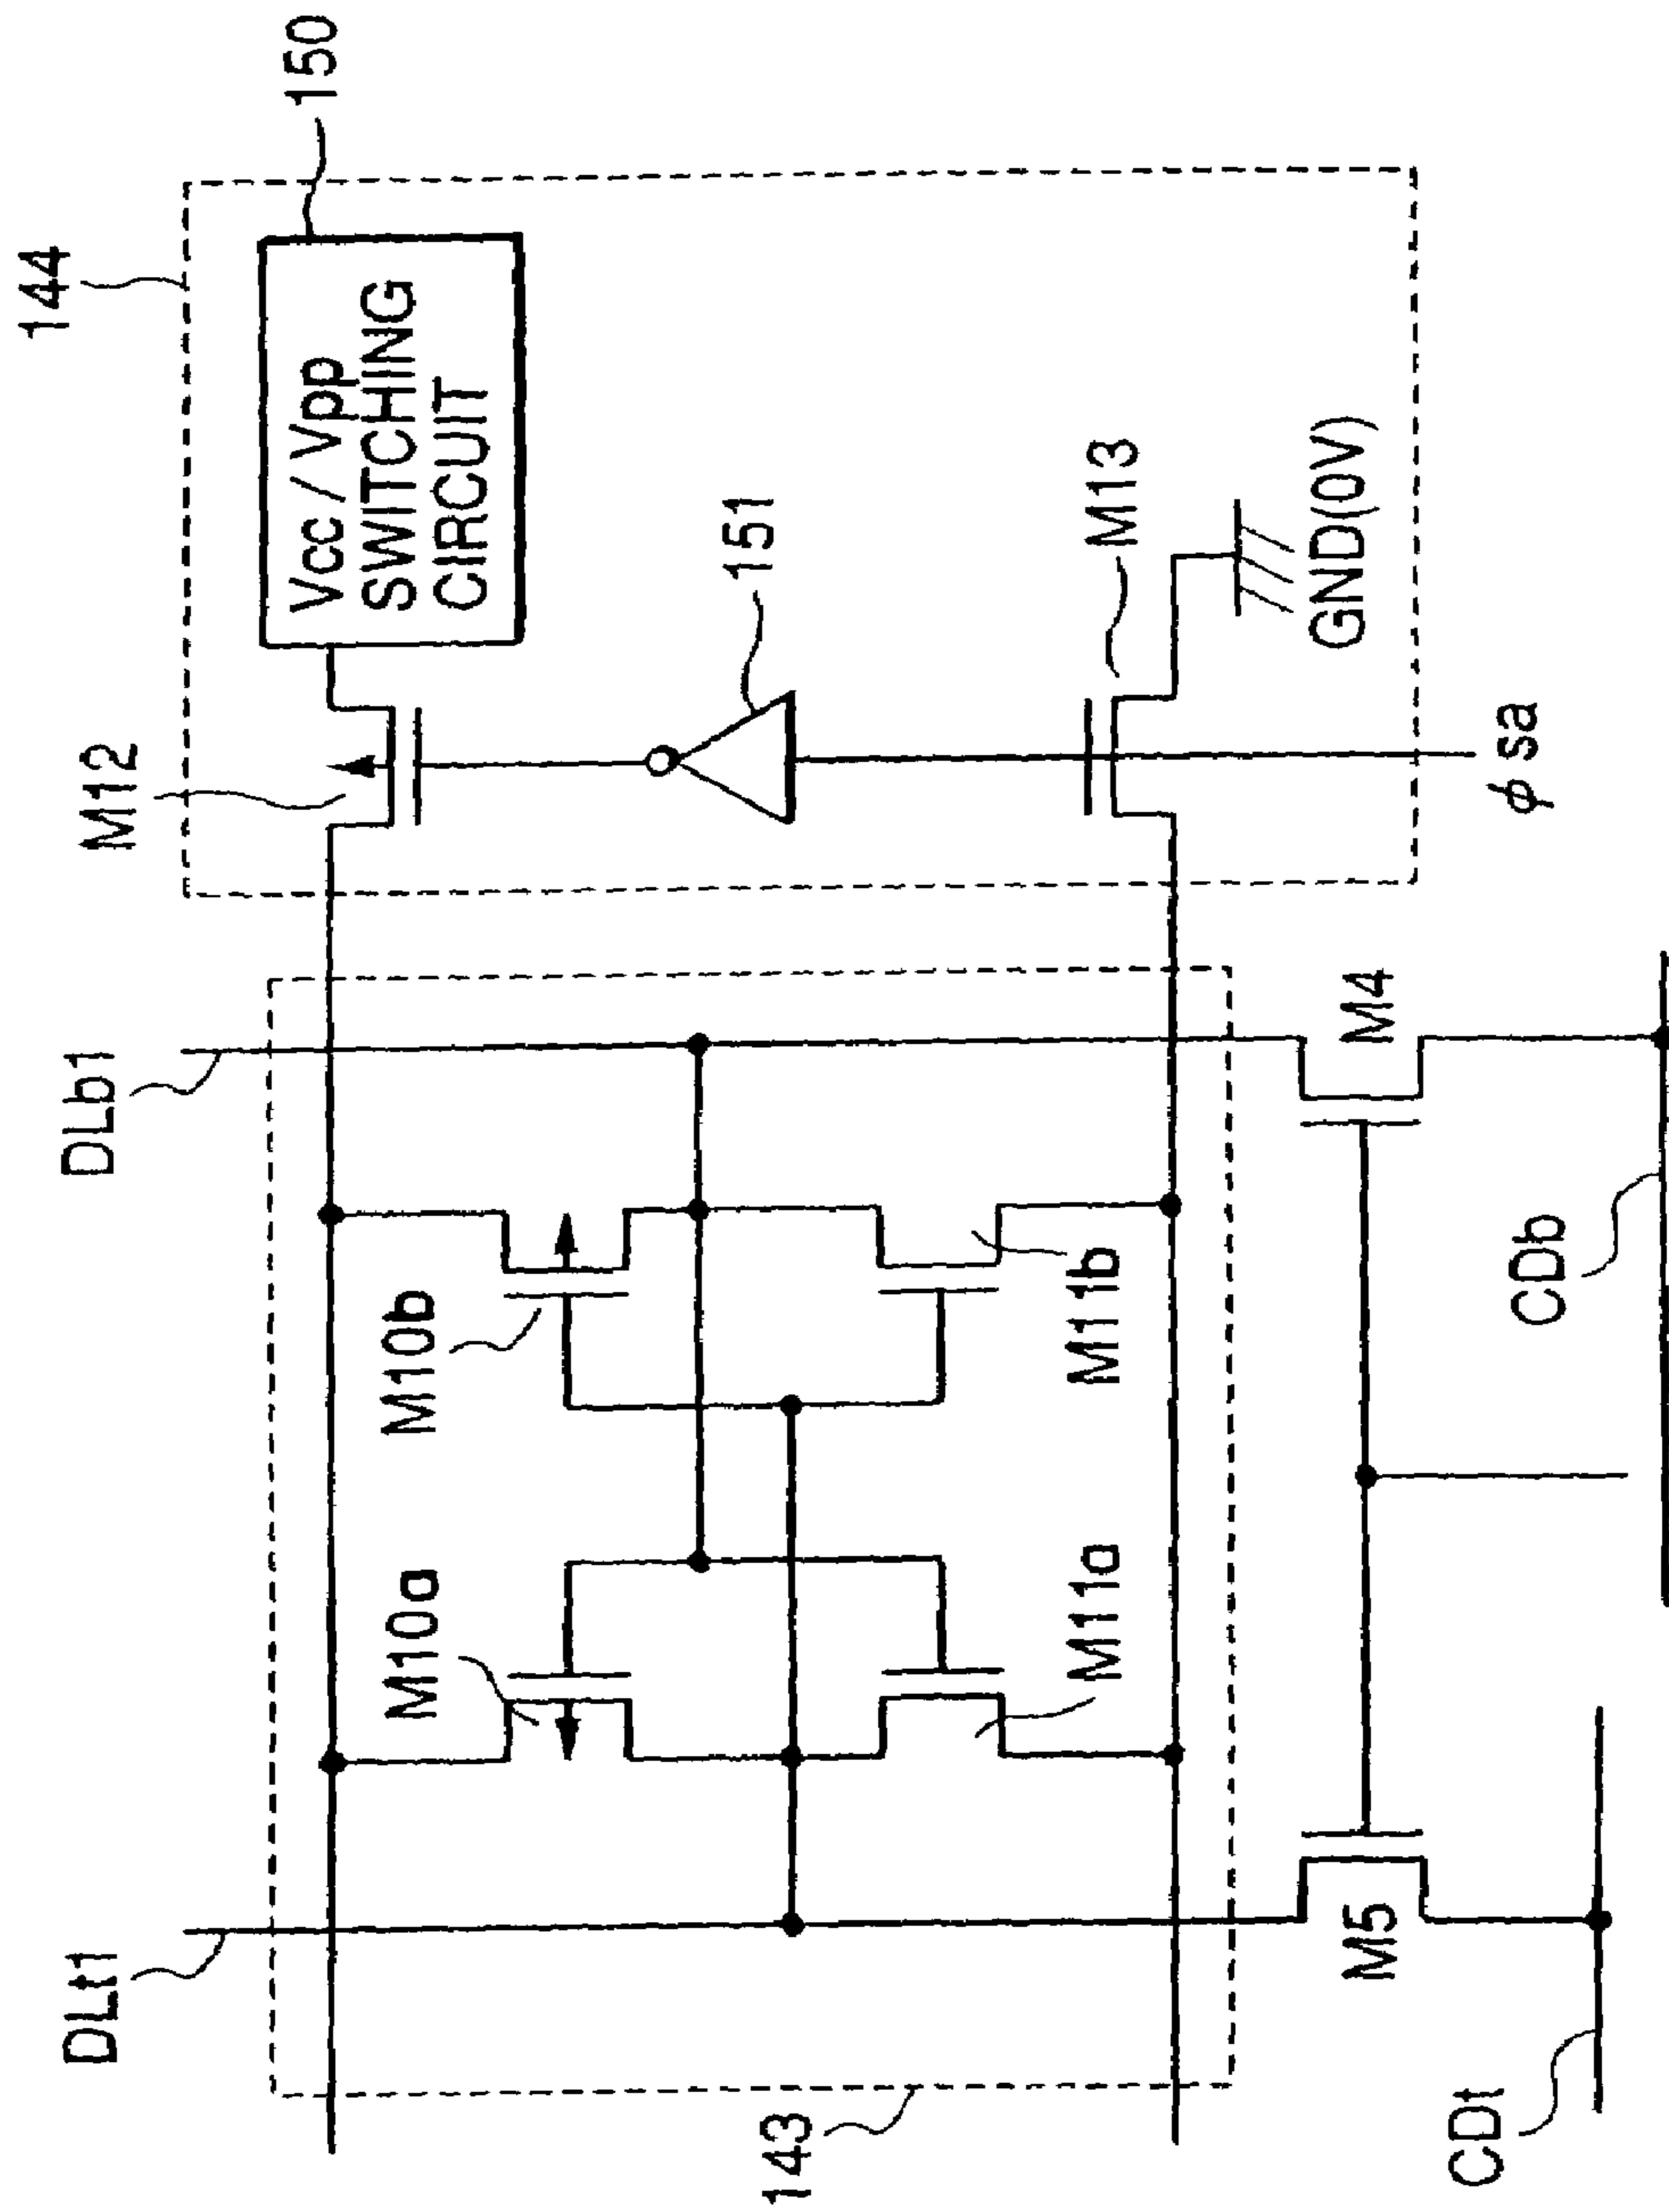 DLt1
DLb1
M12
144
150
Vcc / Vpp
SWITCHING
CIRCUIT
M10a
M10b
151
143
M11a
M11b
M13
GND(0V)
M5
M4
φ sa
CDt
CDb